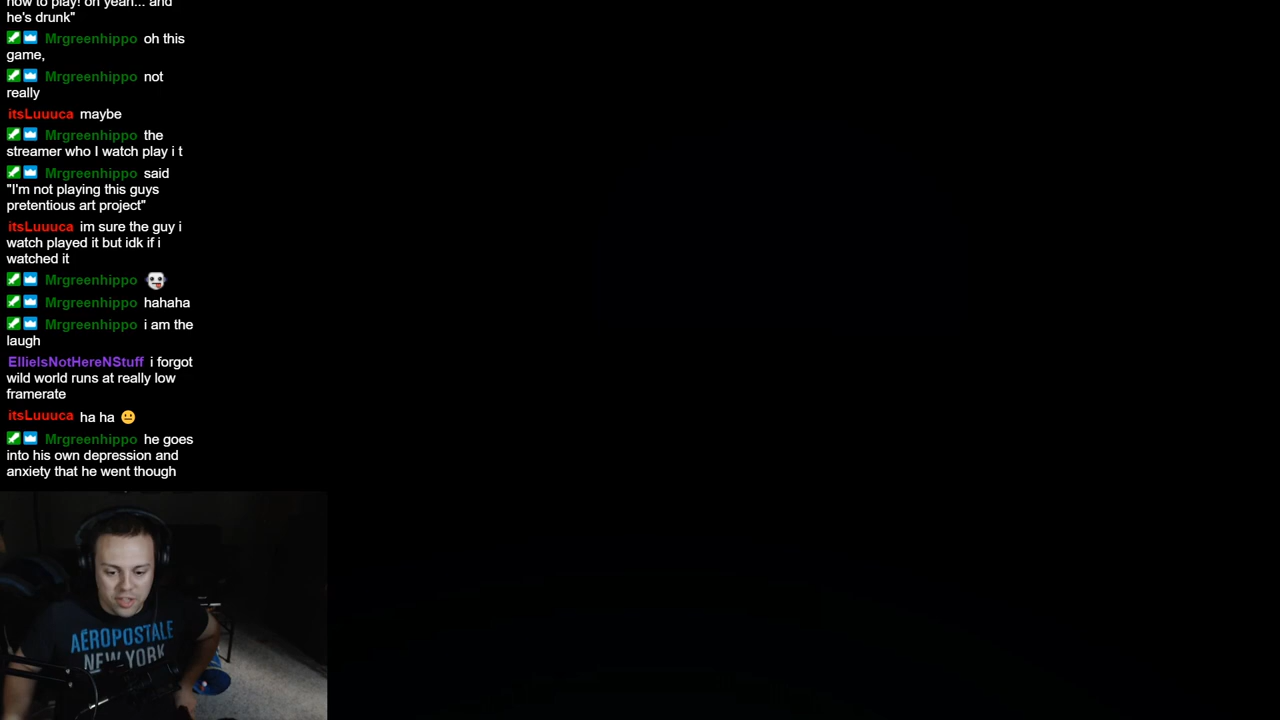 how to play! oh yeah... and
he's drunk"
Mrgreenhippo oh this
game,
Mrgreenhippo not
really
itsLuuuca maybe
Mrgreenhippo the
streamer who I watch play i t
Mrgreenhippo said
"I'm not playing this guys
pretentious art project"
itsLuuuca im sure the guy i
watch played it but idk if i
watched it
Mrgreenhippo
Mrgreenhippo hahaha
Mrgreenhippo i am the
laugh
EllieIsNotHereNStuff i forgot
wild world runs at really low
framerate
itsLuuuca ha ha
Mrgreenhippo he goes
into his own depression and
anxiety that he went though
AÉROPOSTALE
NEW YORK